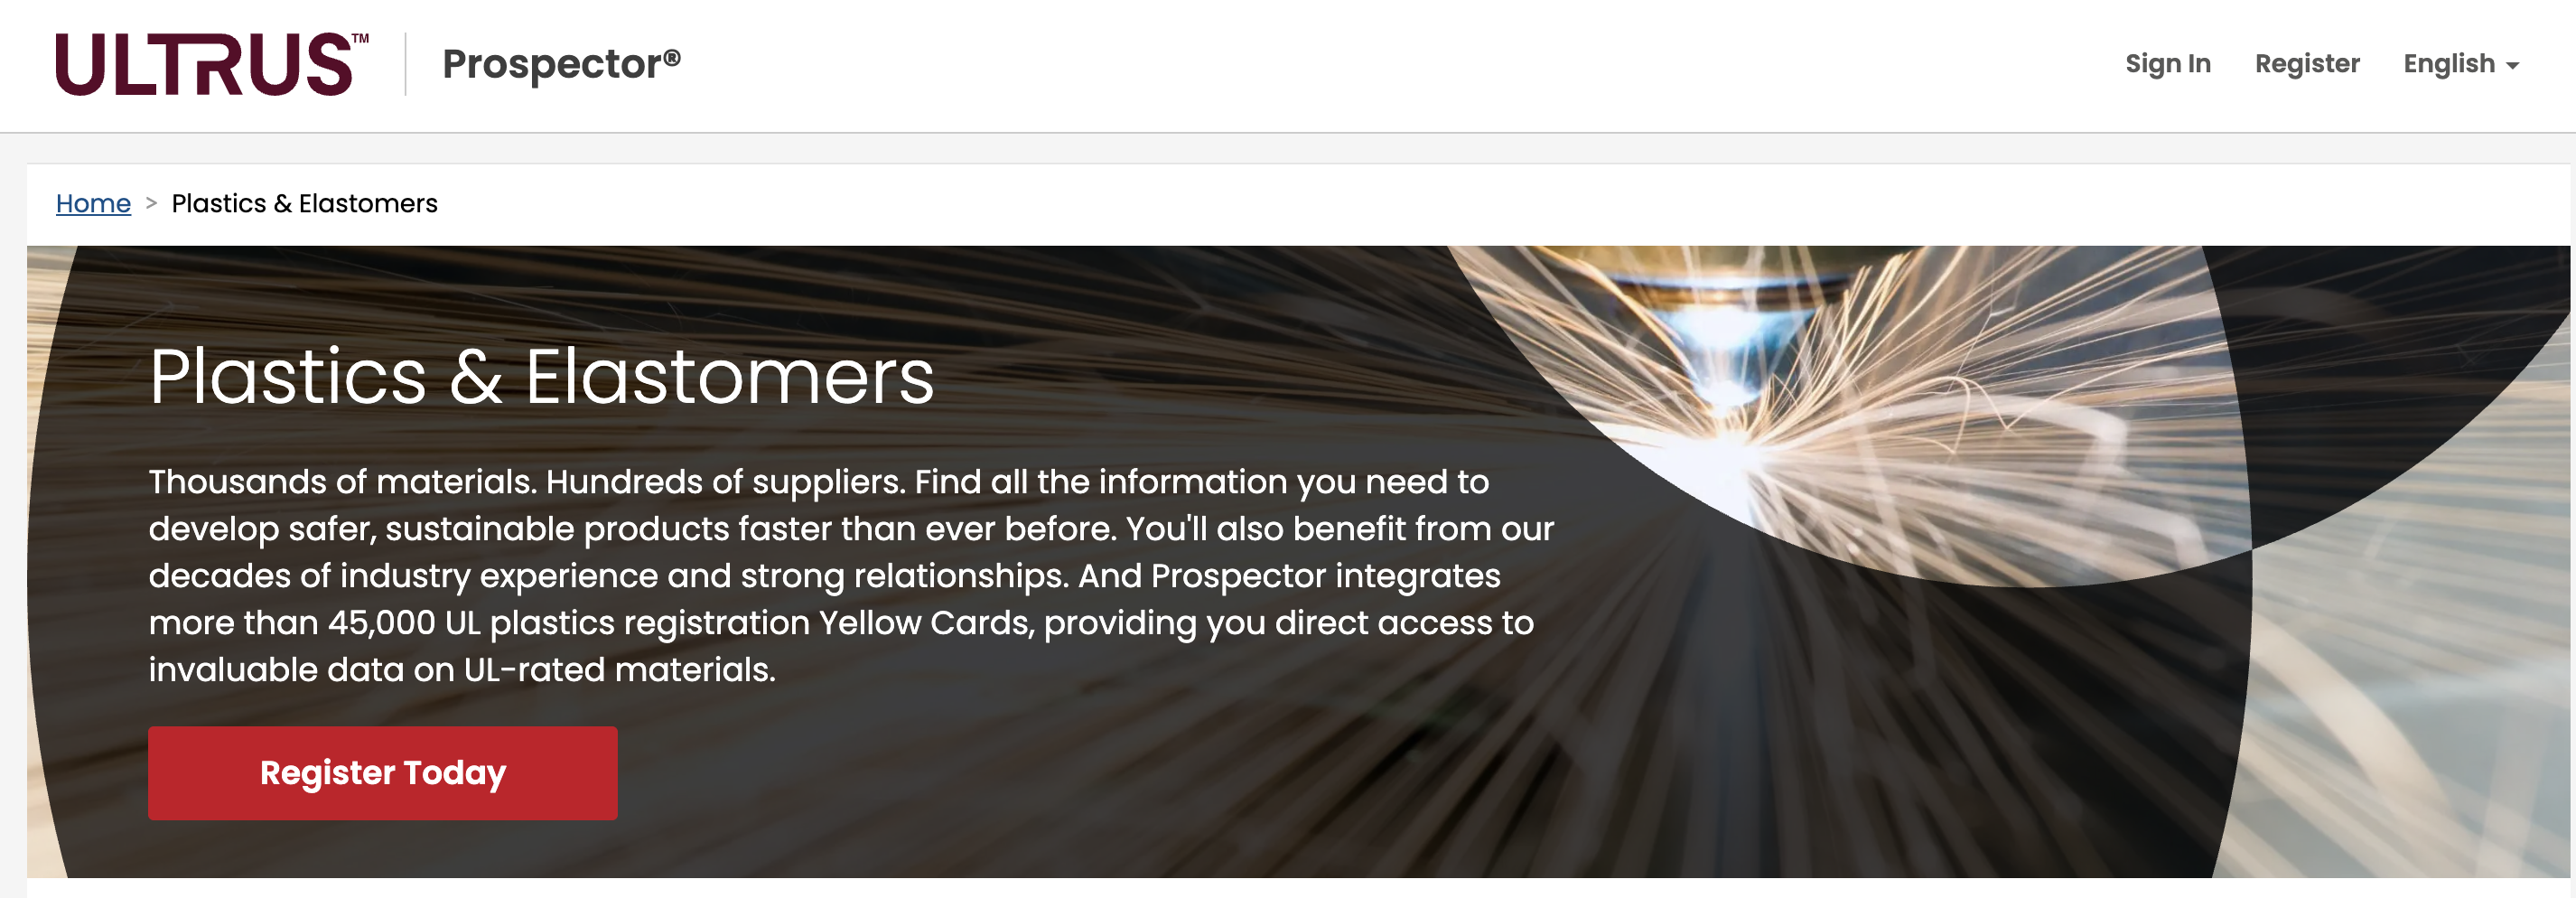 ULTRUS™
Prospector®
Sign In
Register
English
Home > Plastics & Elastomers
Plastics & Elastomers
Thousands of materials. Hundreds of suppliers. Find all the information you need to
develop safer, sustainable products faster than ever before. You'll also benefit from our
decades of industry experience and strong relationships. And Prospector integrates
more than 45,000 UL plastics registration Yellow Cards, providing you direct access to
invaluable data on UL-rated materials.
Register Today